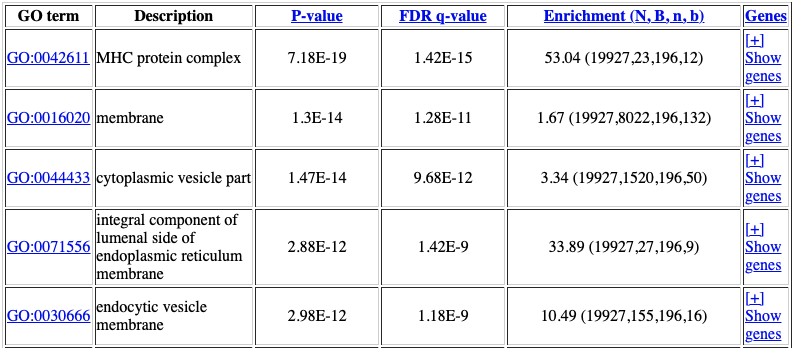 GO term Description P-value FDR q-value Enrichment (N, B, n, b) Genes
GO:0042611 MHC protein complex 7.18E-19 1.42E-15 53.04 (19927,23,196,12) [+] Show genes
GO:0016020 membrane 1.3E-14 1.28E-11 1.67 (19927,8022,196,132) [+] Show genes
GO:0044433 cytoplasmic vesicle part 1.47E-14 9.68E-12 3.34 (19927,1520,196,50) [+] Show genes
GO:0071556 integral component of lumenal side of endoplasmic reticulum membrane 2.88E-12 1.42E-9 33.89 (19927,27,196,9) [+] Show genes
GO:0030666 endocytic vesicle membrane 2.98E-12 1.18E-9 10.49 (19927,155,196,16) [+] Show genes